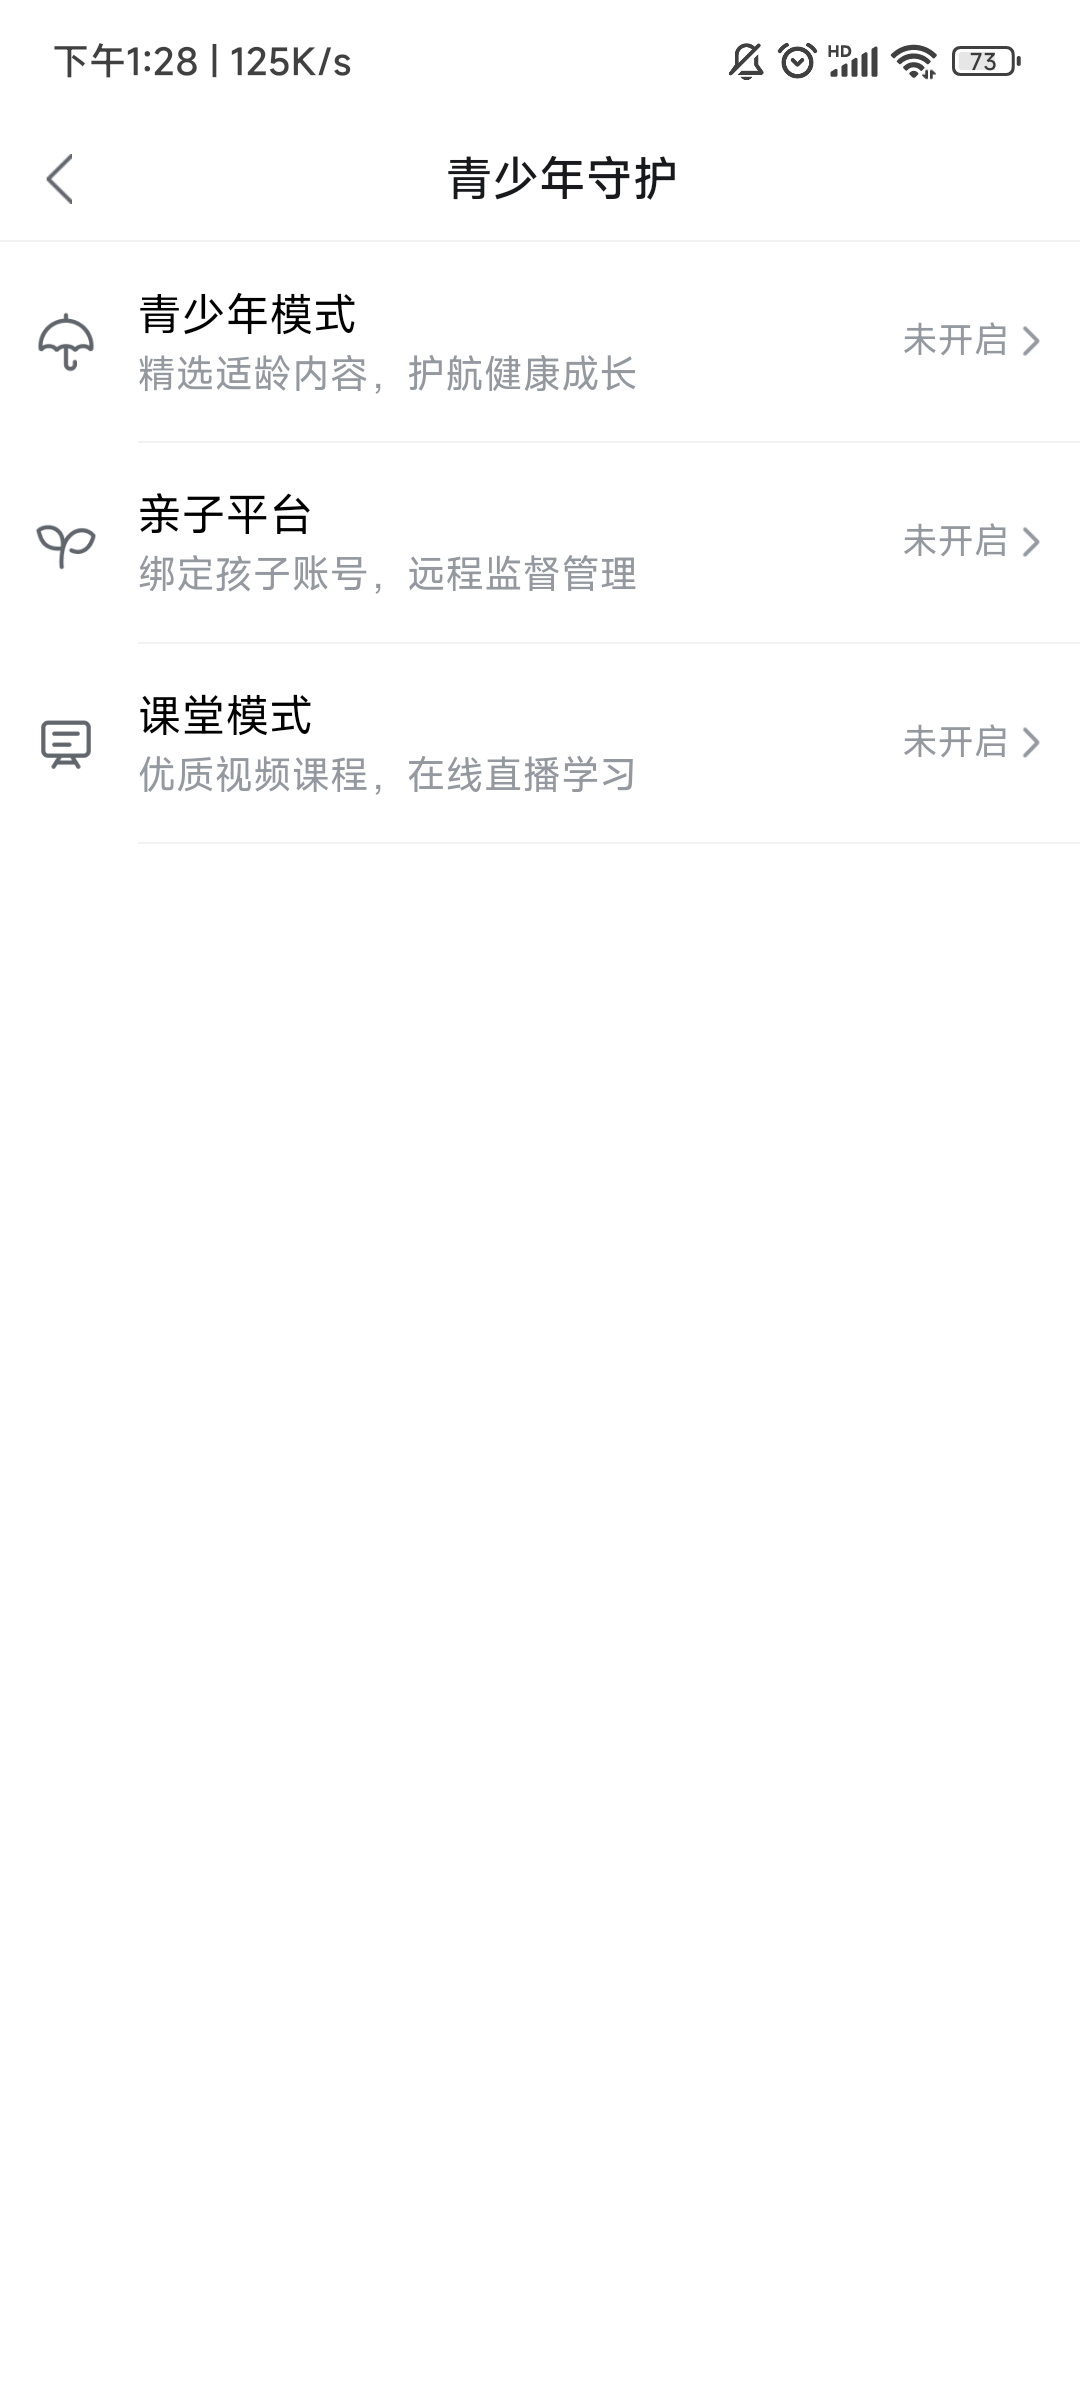 下午1:28 | 125K/s HD 73
青少年守护
青少年模式
精选适龄内容，护航健康成长
未开启
亲子平台
绑定孩子账号，远程监督管理
未开启
课堂模式
优质视频课程，在线直播学习
未开启